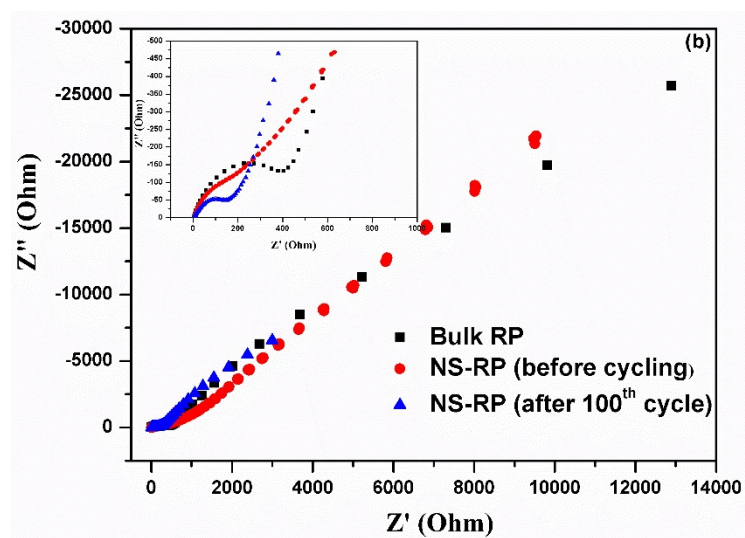 (b)
-30000
-25000
-20000
-15000
-10000
-5000
0
Z'' (Ohm)
0 2000 4000 6000 8000 10000 12000 14000
Z' (Ohm)
-500
-450
-400
-350
-300
-250
-200
-150
-100
-50
0
Z'' (Ohm)
0 200 400 600 800 1000
Z' (Ohm)
Bulk RP
NS-RP (before cycling)
NS-RP (after 100th cycle)